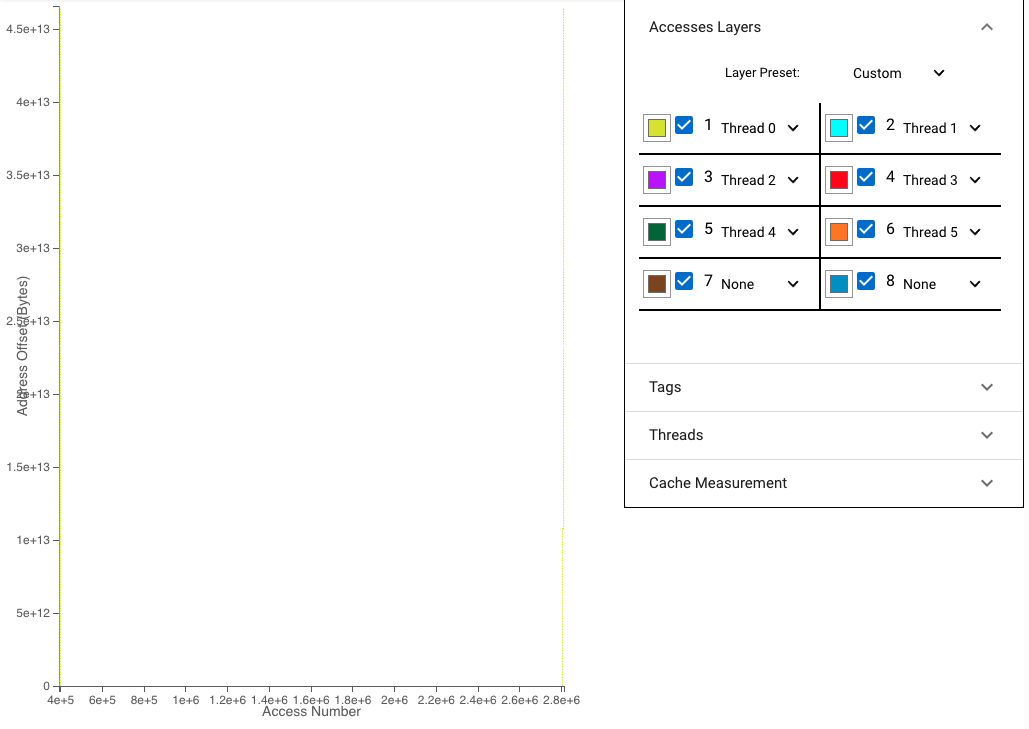 4.5e+13
4e+13
3.5e+13
3e+13
2.5e+13
2e+13
1.5e+13
1e+13
5e+12
0
Address Offset (Bytes)
4e+5 6e+5 8e+5 1e+6 1.2e+6 1.4e+6 1.6e+6 1.8e+6 2e+6 2.2e+6 2.4e+6 2.6e+6 2.8e+6
Access Number
Accesses Layers
Layer Preset: Custom
1 Thread 0 2 Thread 1
3 Thread 2 4 Thread 3
5 Thread 4 6 Thread 5
7 None 8 None
Tags
Threads
Cache Measurement